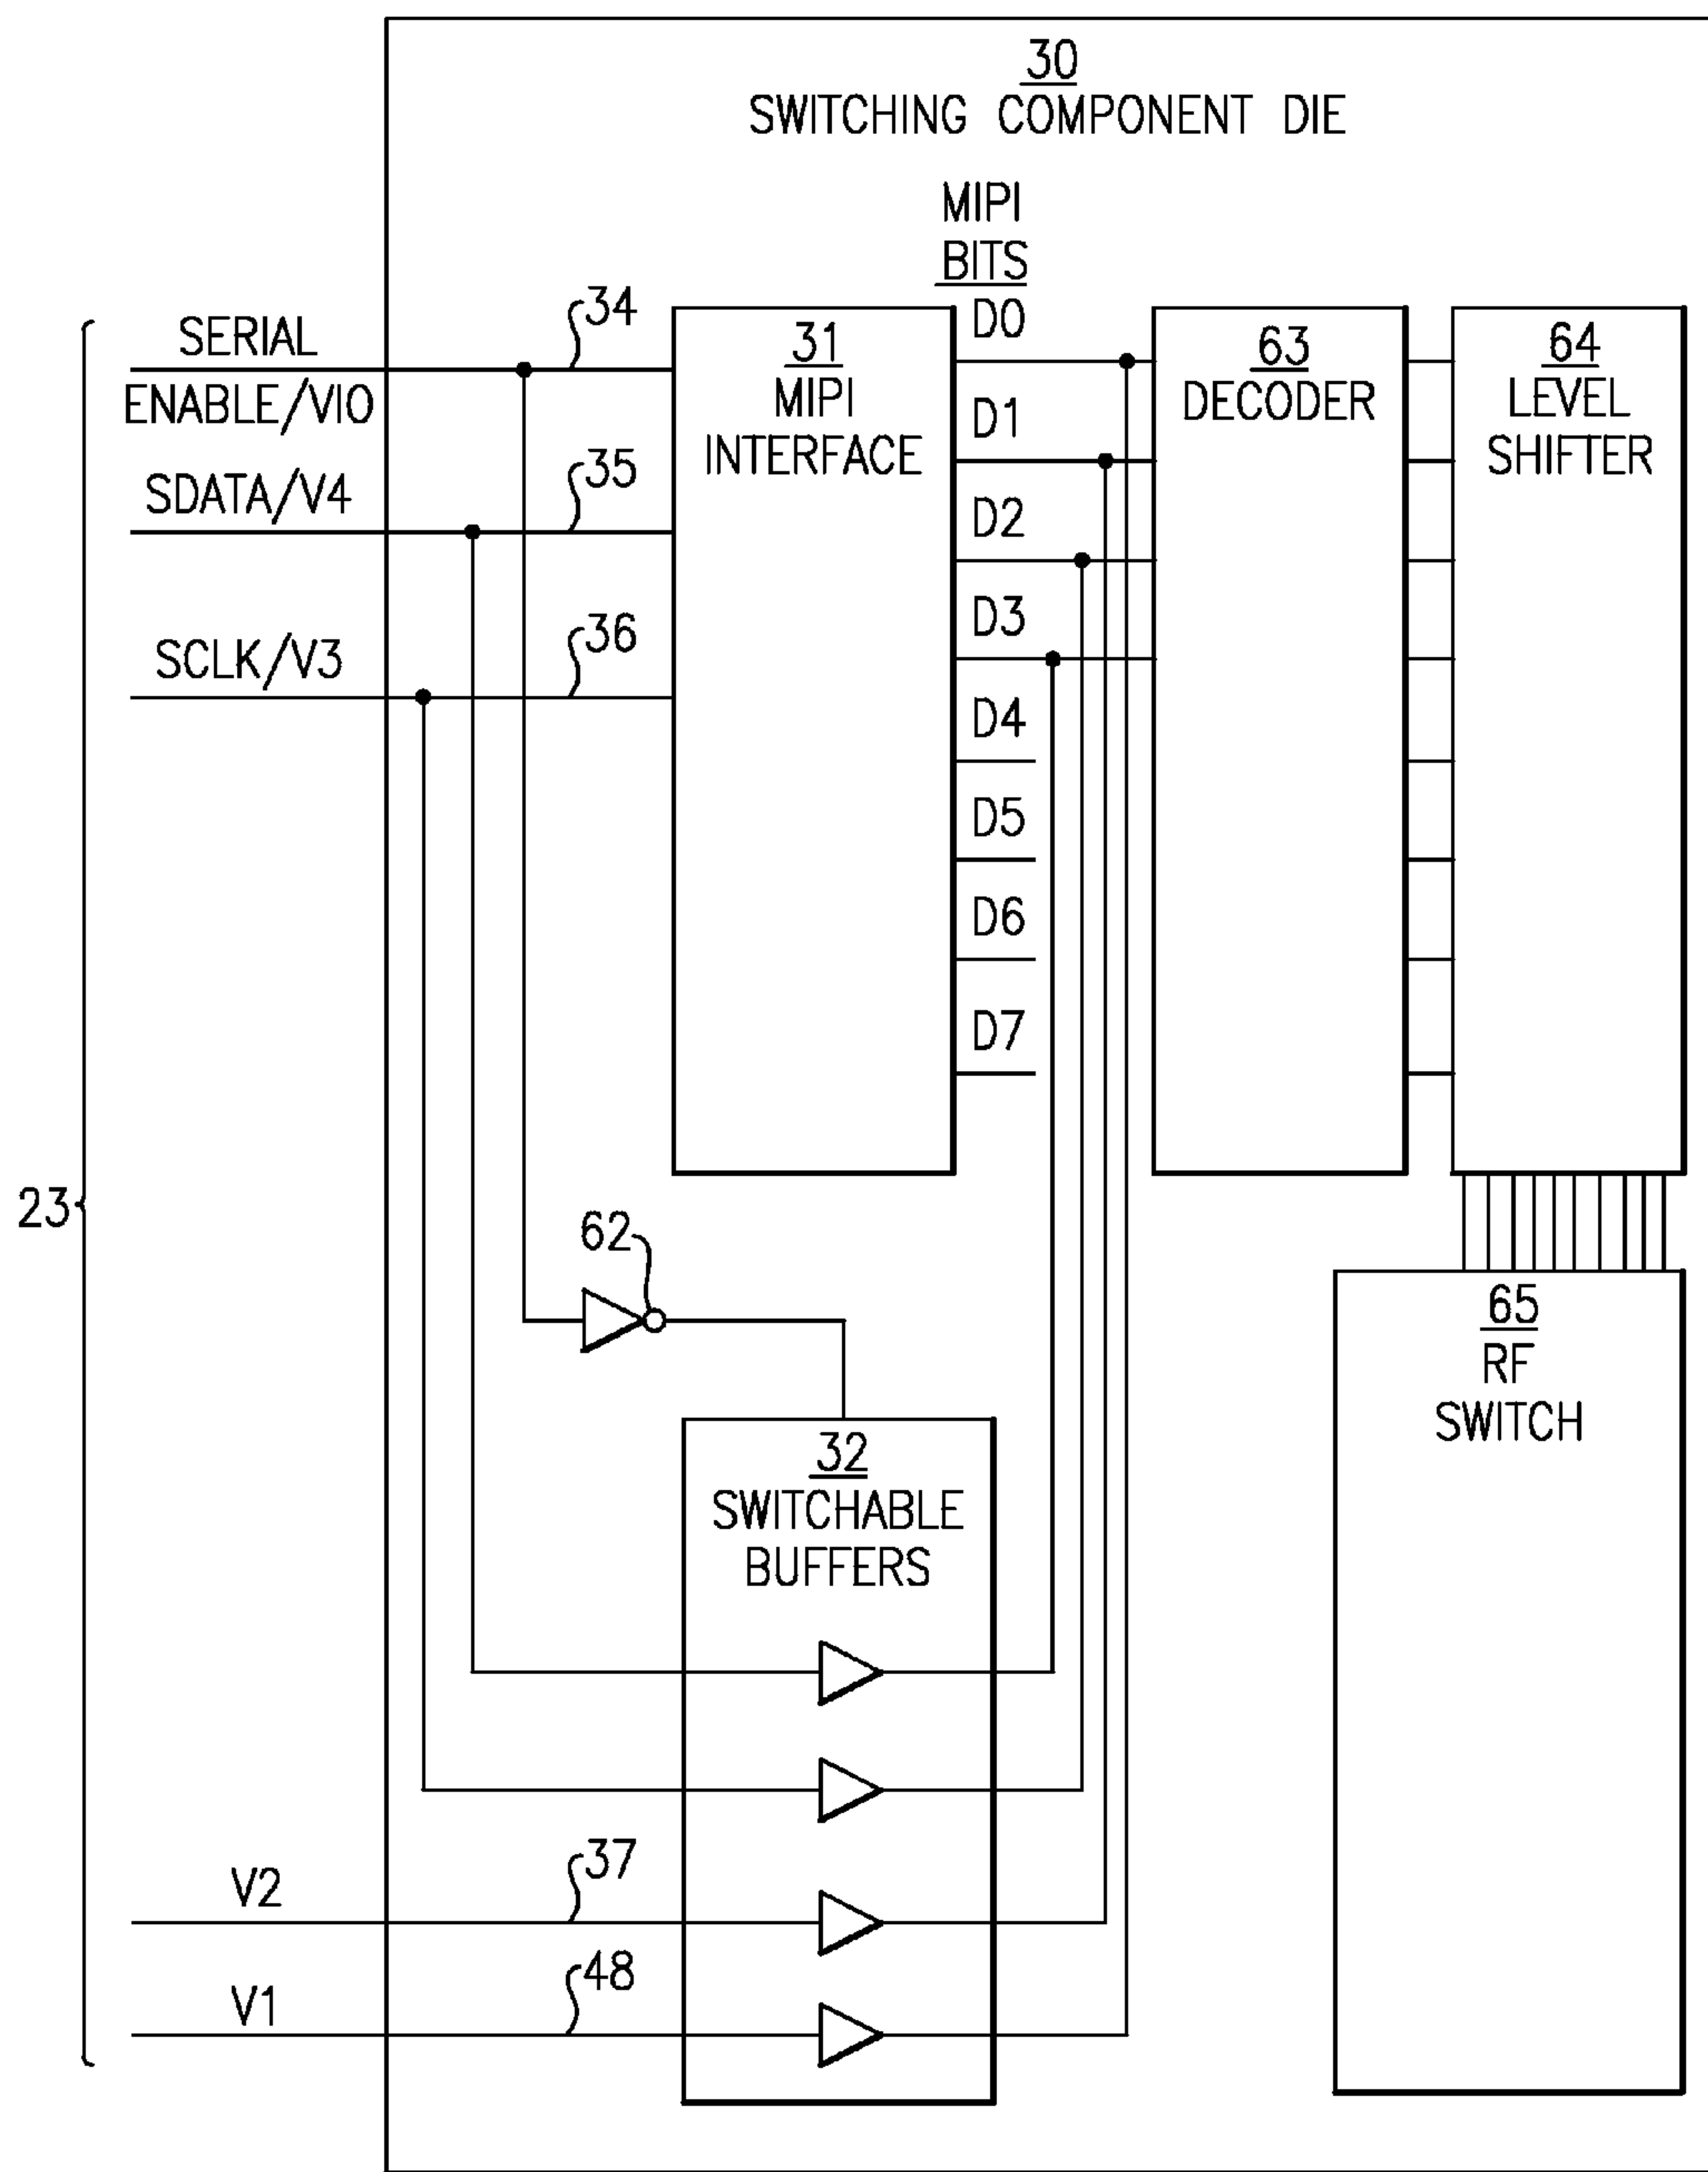 30
SWITCHING COMPONENT DIE
MIPI
BITS
SERIAL
ENABLE/VIO
34
SDATA/V4
35
SCLK/V3
36
31
MIPI
INTERFACE
D0
D1
D2
D3
D4
D5
D6
D7
63
DECODER
64
LEVEL
SHIFTER
23
62
65
RF
SWITCH
32
SWITCHABLE
BUFFERS
V2
37
V1
48